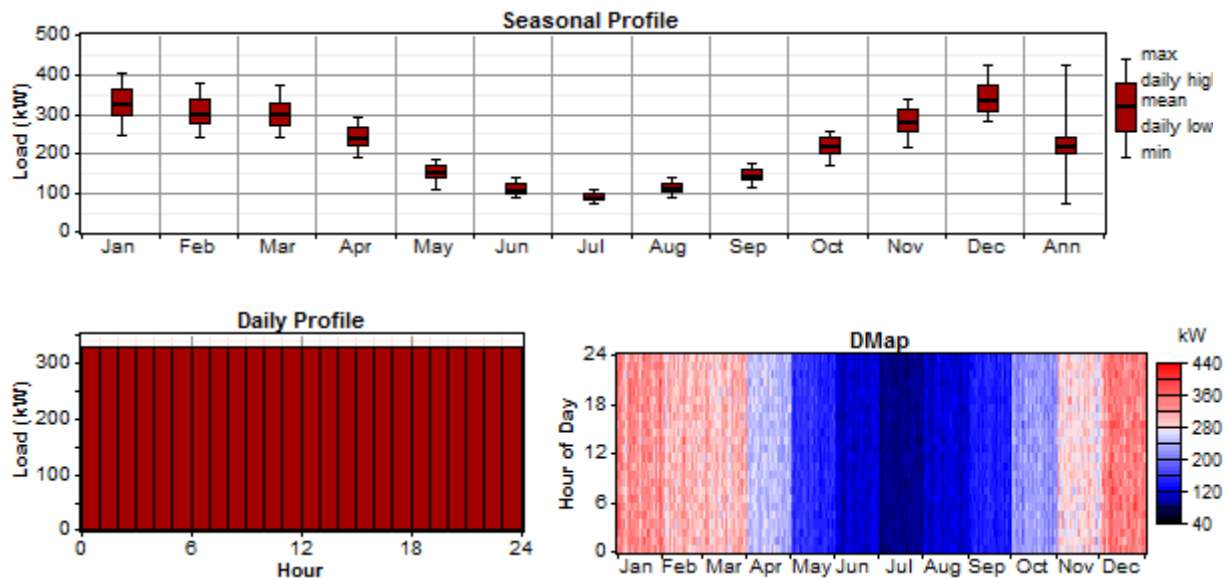 Seasonal Profile
500
400
300
200
100
0
Load (kW)
Jan Feb Mar Apr May Jun Jul Aug Sep Oct Nov Dec Ann
max
daily high
mean
daily low
min
Daily Profile
300
200
100
0
Load (kW)
0 6 12 18 24
Hour
DMap
24
18
12
6
0
Hour of Day
Jan Feb Mar Apr May Jun Jul Aug Sep Oct Nov Dec
kW
440
360
280
200
120
40